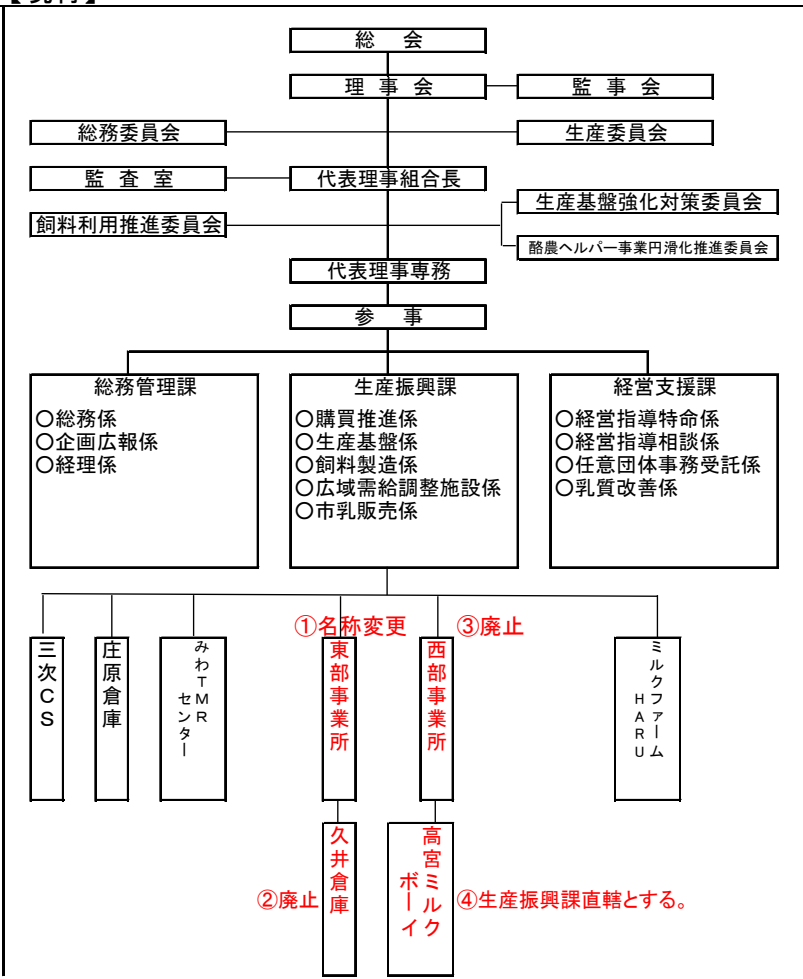 総 会
理 事 会
監 事 会
総務委員会
生産委員会
監 査 室
代表理事組合長
生産基盤強化対策委員会
飼料利用推進委員会
酪農ヘルパー事業円滑化推進委員会
代表理事専務
参 事
総務管理課
○総務係
○企画広報係
○経理係
生産振興課
○購買推進係
○生産基盤係
○飼料製造係
○広域需給調整施設係
○市乳販売係
経営支援課
○経営指導特命係
○経営指導相談係
○任意団体事務受託係
○乳質改善係
①名称変更
③廃止
三次CS
庄原倉庫
みわTMR
センター
東部事業所
西部事業所
ミルクファーム
HARU
②廃止
久井倉庫
高宮ミルク
ボーイ
④生産振興課直轄とする。